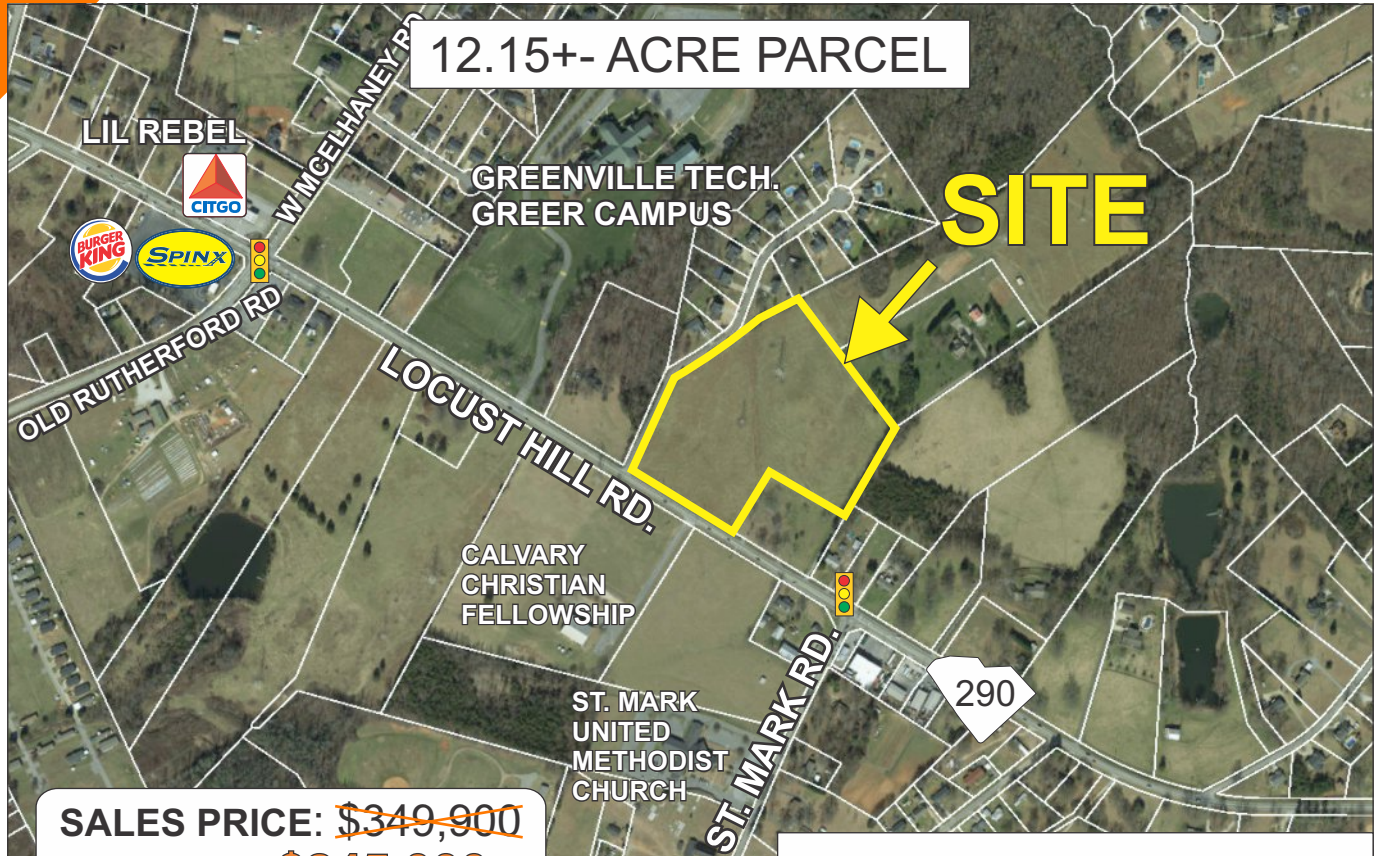 12.15+- ACRE PARCEL
W MCELHANEY RD
LIL REBEL
CITGO
BURGER
KING
SPINX
GREENVILLE TECH.
GREER CAMPUS
SITE
OLD RUTHERFORD RD
LOCUST HILL RD.
CALVARY
CHRISTIAN
FELLOWSHIP
ST. MARK
UNITED
METHODIST
CHURCH
ST. MARK RD.
290
SALES PRICE: $349,900